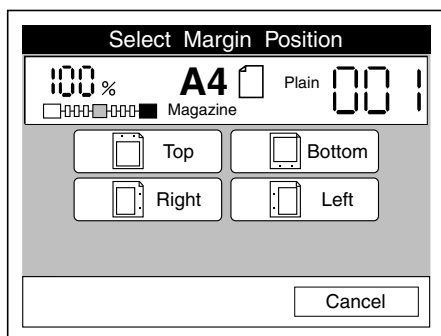 Select Margin Position
100 % A4 Plain 001
Magazine
Top Bottom
Right Left
Cancel